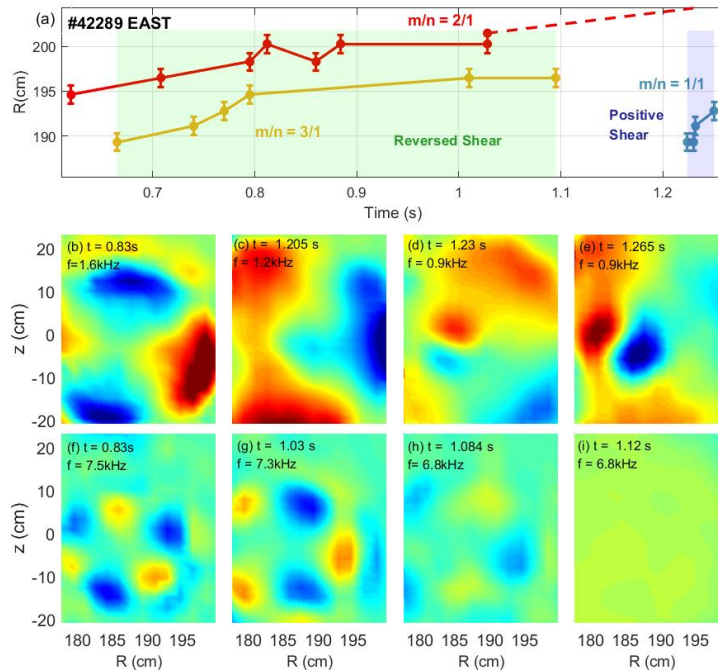 (a) #42289 EAST
m/n = 2/1
200
195
190
R(cm)
m/n = 3/1
m/n = 1/1
Reversed Shear
Positive
Shear
0.7 0.8 0.9 1 1.1 1.2
Time (s)
(b) t = 0.83s
f=1.6kHz
(c) t = 1.205 s
f = 1.2kHz
(d) t = 1.23 s
f = 0.9kHz
(e) t = 1.265 s
f = 0.9kHz
20
10
0
-10
-20
z (cm)
(f) t = 0.83s
f = 7.5kHz
(g) t = 1.03 s
f = 7.3kHz
(h) t = 1.084 s
f= 6.8kHz
(i) t = 1.12 s
f = 6.8kHz
20
10
0
-10
-20
z (cm)
180 185 190 195 180 185 190 195 180 185 190 195 180 185 190 195
R (cm) R (cm) R (cm) R (cm)